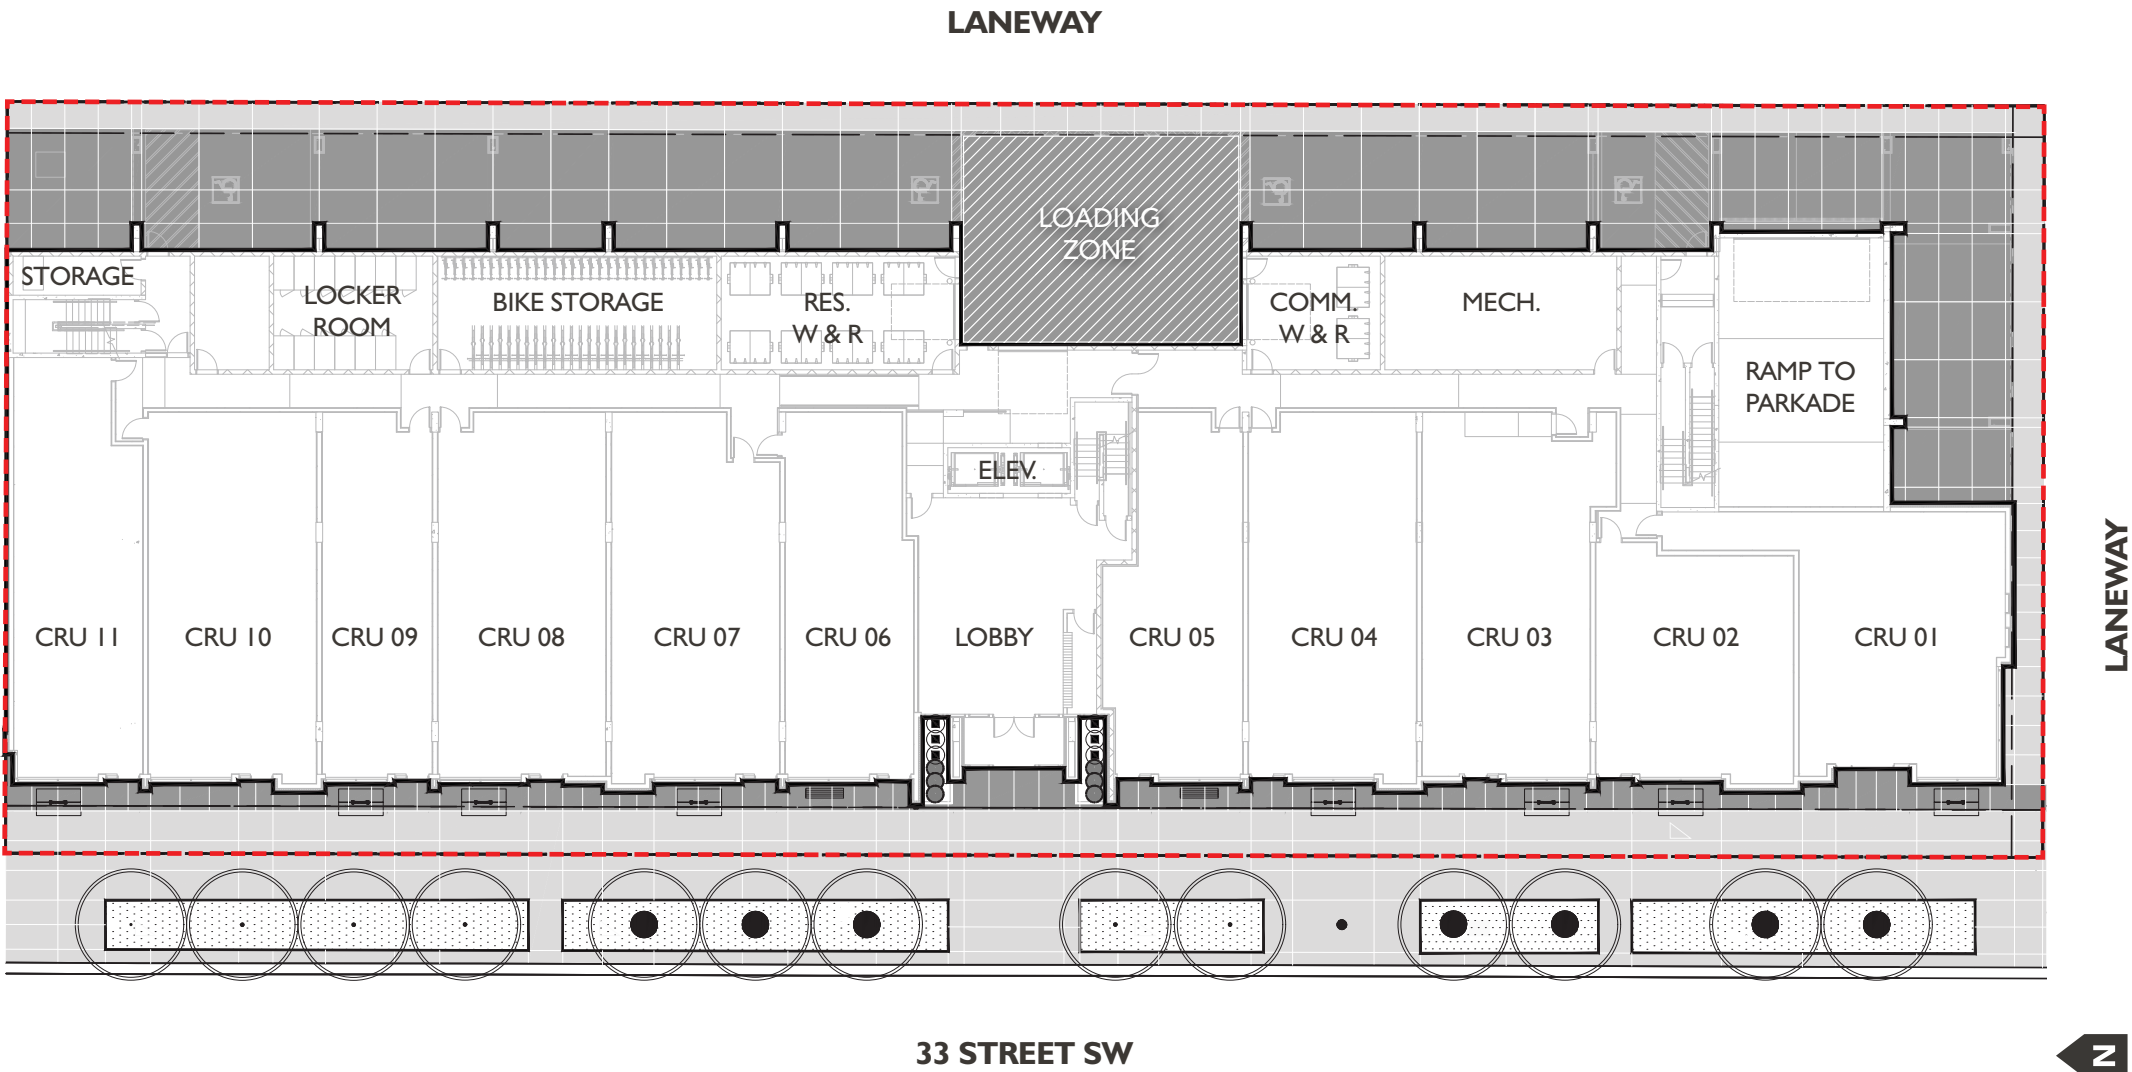 LANEWAY
LOADING
ZONE
STORAGE
LOCKER
ROOM
BIKE STORAGE
RES.
W & R
COMM.
W & R
MECH.
RAMP TO
PARKADE
ELEV.
CRU 11
CRU 10
CRU 09
CRU 08
CRU 07
CRU 06
LOBBY
CRU 05
CRU 04
CRU 03
CRU 02
CRU 01
LANEWAY
33 STREET SW
N